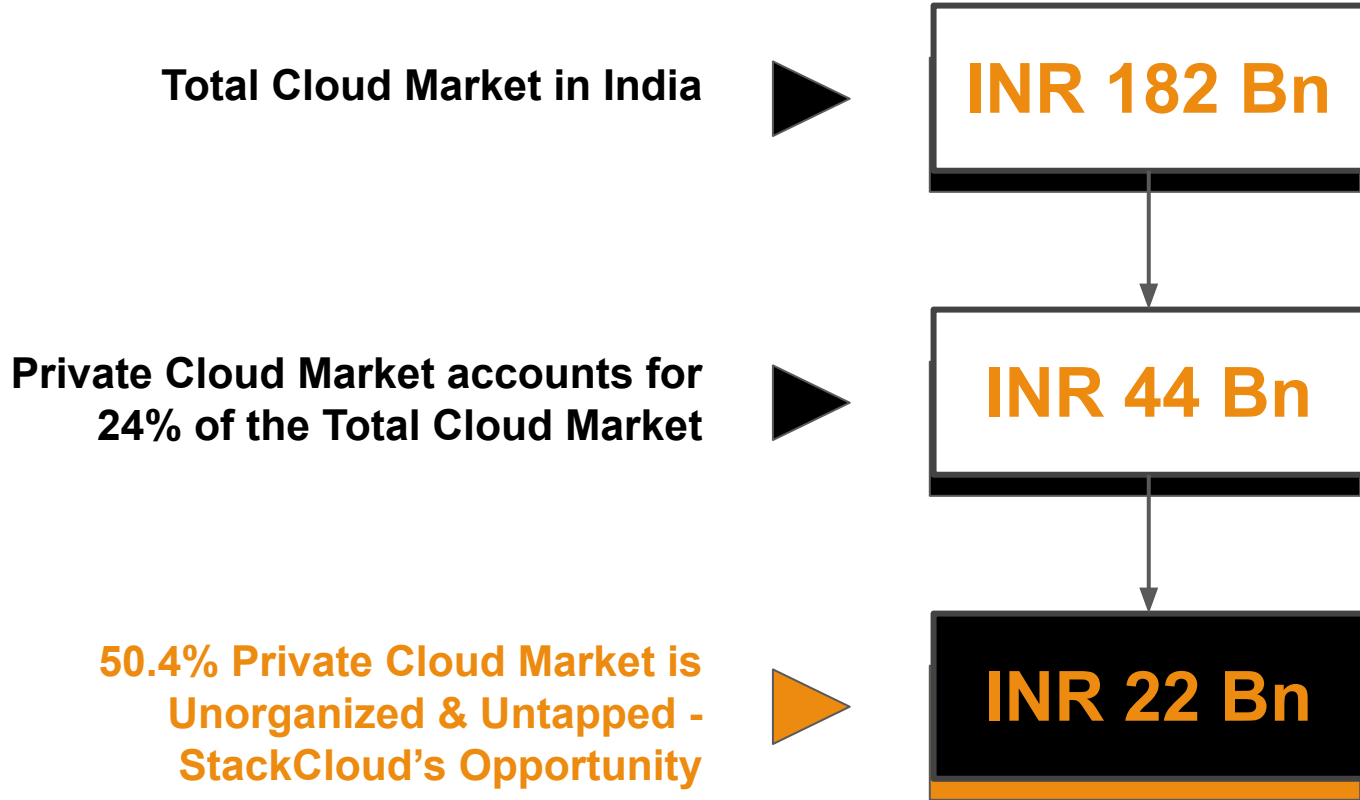 Total Cloud Market in India
INR 182 Bn
Private Cloud Market accounts for
24% of the Total Cloud Market
INR 44 Bn
50.4% Private Cloud Market is
Unorganized & Untapped -
StackCloud’s Opportunity
INR 22 Bn